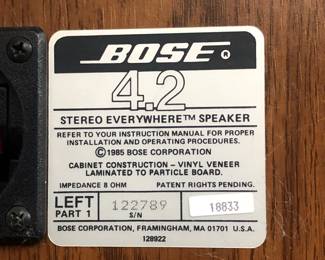 BOSE ®
4.2
STEREO EVERYWHERE™ SPEAKER
REFER TO YOUR INSTRUCTION MANUAL FOR PROPER
INSTALLATION AND OPERATING PROCEDURES.
©1985 BOSE CORPORATION
CABINET CONSTRUCTION - VINYL VENEER
LAMINATED TO PARTICLE BOARD.
IMPEDANCE 8 OHM PATENT RIGHTS PENDING.
LEFT 122789 18833
PART 1 S/N
BOSE CORPORATION, FRAMINGHAM, MA 01701 U.S.A.
128922